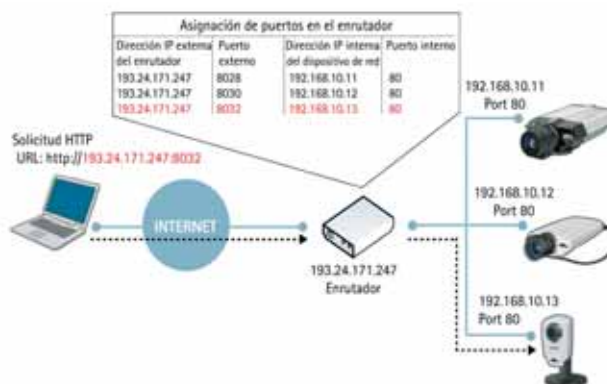 Asignación de puertos en el enrutador
Dirección IP externa del enrutador | Puerto externo | Dirección IP interna del dispositivo de red | Puerto interno
193.24.171.247 8028 192.168.10.11 80
193.24.171.247 8030 192.168.10.12 80
193.24.171.247 8032 192.168.10.13 80
Solicitud HTTP
URL: http://193.24.171.247:8032
INTERNET
193.24.171.247
Enrutador
192.168.10.11
Port 80
192.168.10.12
Port 80
192.168.10.13
Port 80